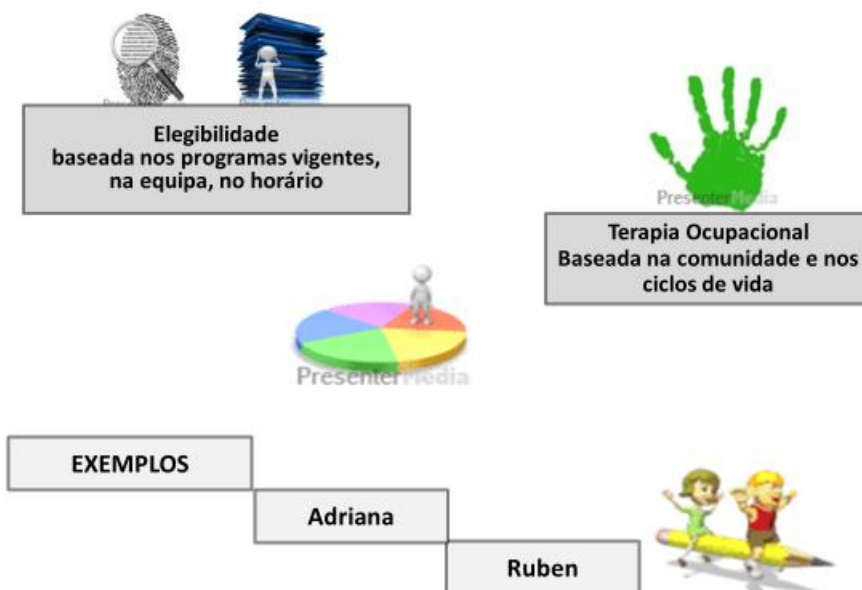 Elegibilidade
baseada nos programas vigentes,
na equipa, no horário
PresenterMedia
Terapia Ocupacional
Baseada na comunidade e nos
ciclos de vida
PresenterMedia
EXEMPLOS
Adriana
Ruben